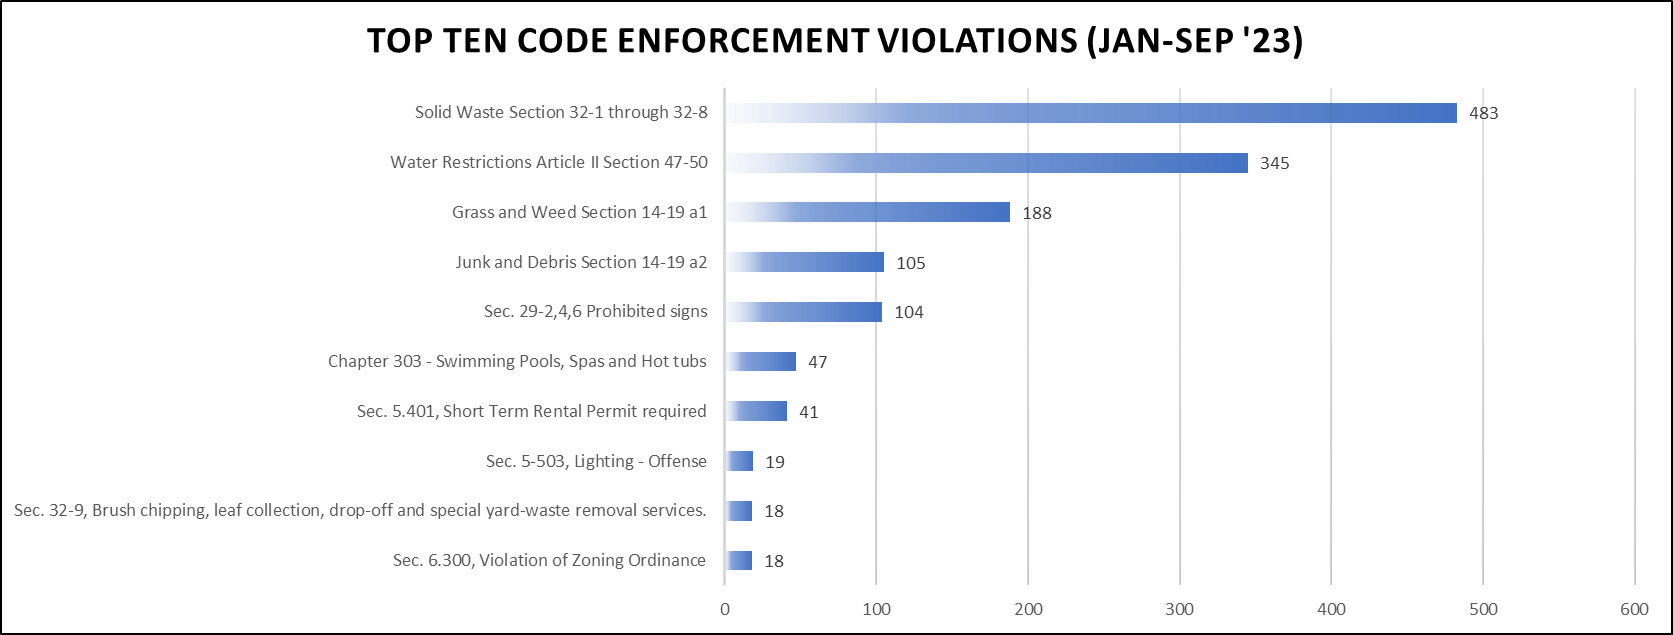 TOP TEN CODE ENFORCEMENT VIOLATIONS (JAN-SEP '23)
Solid Waste Section 32-1 through 32-8 483
Water Restrictions Article II Section 47-50 345
Grass and Weed Section 14-19 a1 188
Junk and Debris Section 14-19 a2 105
Sec. 29-2,4,6 Prohibited signs 104
Chapter 303 - Swimming Pools, Spas and Hot tubs 47
Sec. 5.401, Short Term Rental Permit required 41
Sec. 5-503, Lighting - Offense 19
Sec. 32-9, Brush chipping, leaf collection, drop-off and special yard-waste removal services. 18
Sec. 6.300, Violation of Zoning Ordinance 18
0 100 200 300 400 500 600